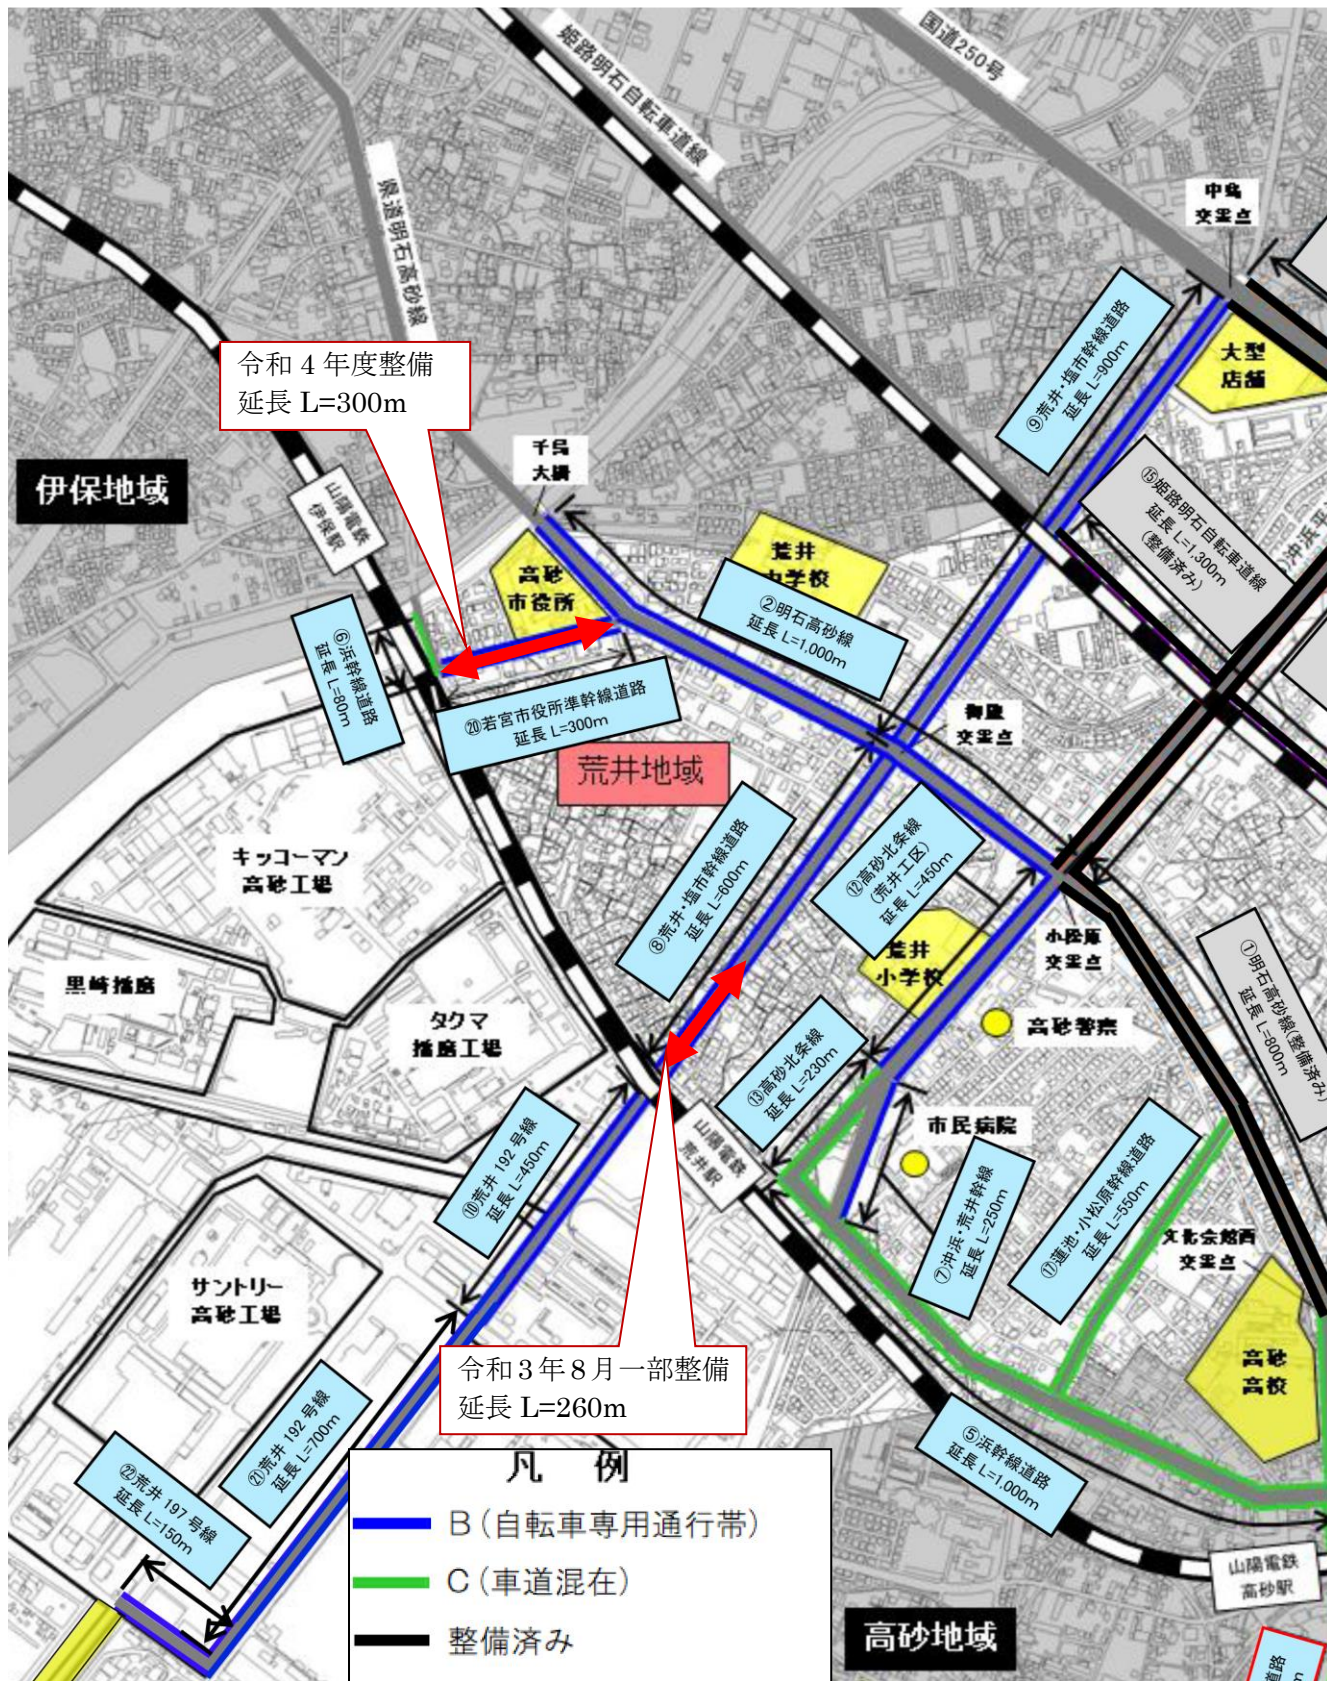 国道250号
姫路明石自転車道線
県道明石高砂線
中島
交差点
大型
店舗
⑨荒井・塩市幹線道路
延長 L=900m
令和 4 年度整備
延長 L=300m
伊保地域
千鳥
大橋
山陽電鉄
伊保駅
高砂
市役所
荒井
中学校
②明石高砂線
延長 L=1,000m
⑮姫路明石自転車道線
延長 L=1,300m
(整備済み)
⑥浜幹線道路
延長 L=80m
⑳若宮市役所準幹線道路
延長 L=300m
荒井地域
交差点
⑧荒井・塩市幹線道路
延長 L=600m
⑫高砂北条線
(荒井工区)
延長 L=450m
キッコーマン
高砂工場
荒井
小学校
小松原
交差点
①明石高砂線(整備済み)
延長 L=800m
黒崎播磨
タクマ
播磨工場
高砂警察
⑬高砂北条線
延長 L=230m
山陽電鉄
荒井駅
市民病院
⑩荒井 192 号線
延長 L=450m
⑦沖浜・荒井幹線
延長 L=250m
⑰蓮池・小松原幹線道路
延長 L=550m
文化会館西
交差点
サントリー
高砂工場
高砂
高校
令和３年８月一部整備
延長 L=260m
㉑荒井 192 号線
延長 L=700m
㉒荒井 197 号線
延長 L=150m
⑤浜幹線道路
延長 L=1,000m
凡 例
B (自転車専用通行帯)
C (車道混在)
整備済み
山陽電鉄
高砂駅
高砂地域
道路